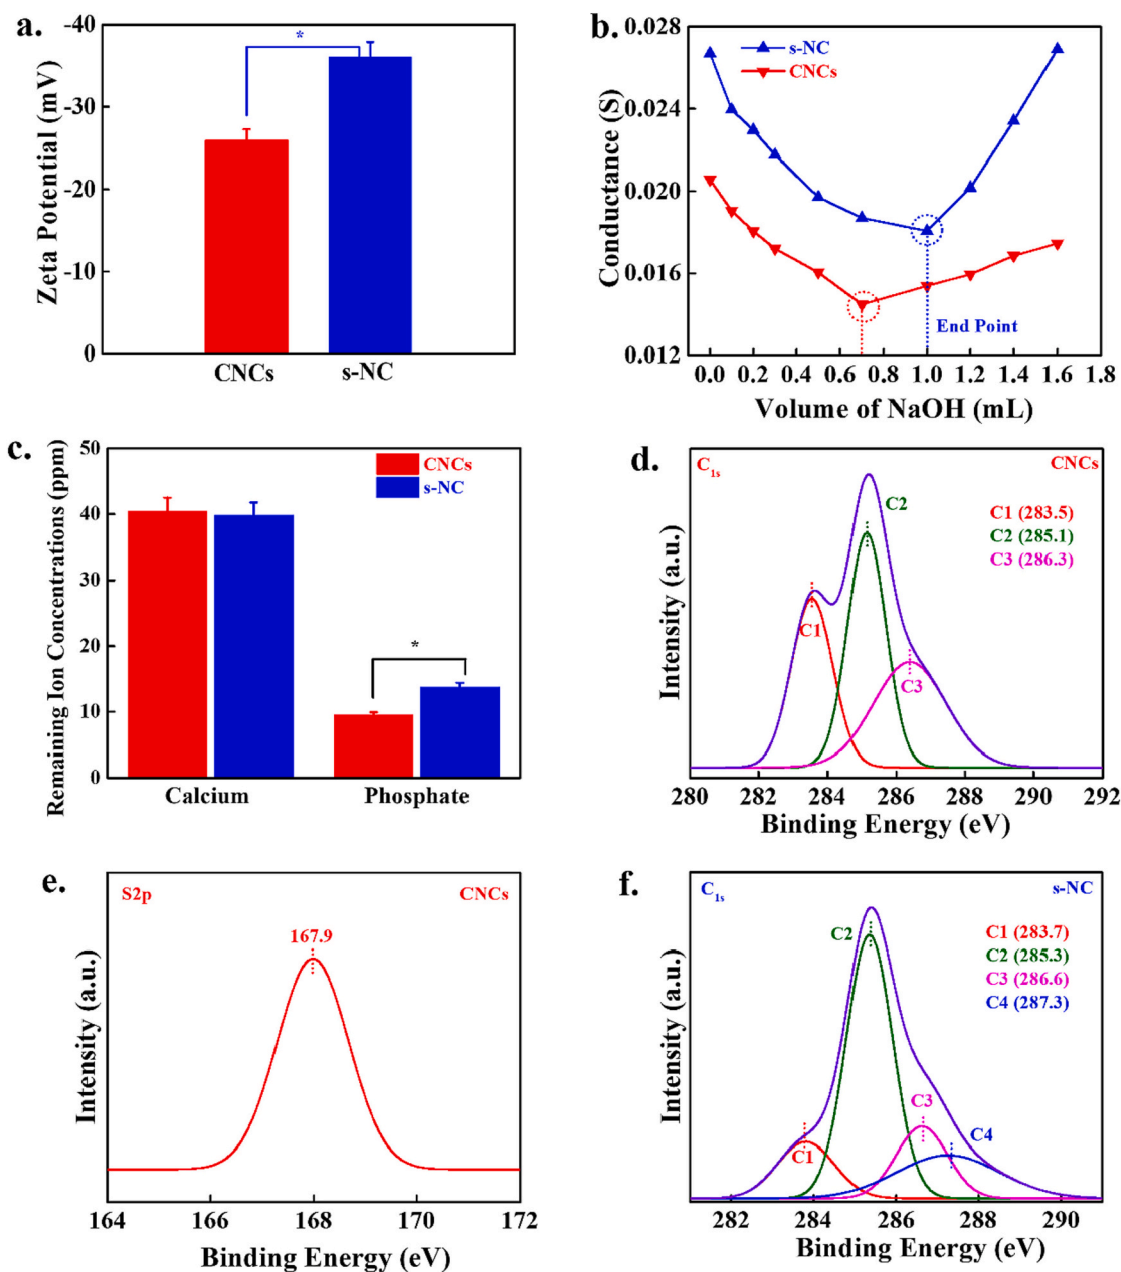 a.
Zeta Potential (mV)
-40
-30
-20
-10
0
*
CNCs
s-NC
b.
Conductance (S)
0.028
0.024
0.020
0.016
0.012
s-NC
CNCs
End Point
0.0 0.2 0.4 0.6 0.8 1.0 1.2 1.4 1.6 1.8
Volume of NaOH (mL)
c.
Remaining Ion Concentrations (ppm)
50
40
30
20
10
0
CNCs
s-NC
*
Calcium
Phosphate
d.
Intensity (a.u.)
C1s
CNCs
C1 (283.5)
C2 (285.1)
C3 (286.3)
C2
C1
C3
280 282 284 286 288 290 292
Binding Energy (eV)
e.
Intensity (a.u.)
S2p
CNCs
167.9
164 166 168 170 172
Binding Energy (eV)
f.
Intensity (a.u.)
C1s
s-NC
C1 (283.7)
C2 (285.3)
C3 (286.6)
C4 (287.3)
C2
C3
C4
C1
282 284 286 288 290
Binding Energy (eV)